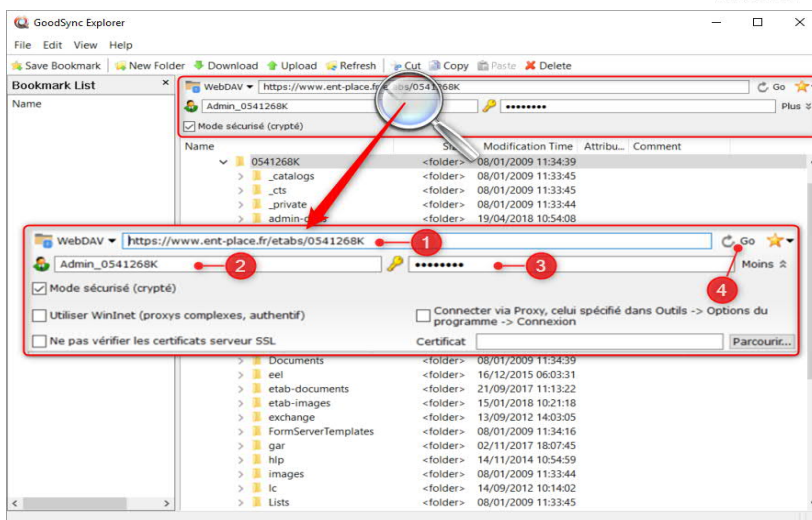 GoodSync Explorer
File Edit View Help
Save Bookmark New Folder Download Upload Refresh Cut Copy Paste Delete
Bookmark List ×
Name
WebDAV https://www.ent-place.fr/etabs/0541268K Go
Admin_0541268K •••••••• Plus
Mode sécurisé (crypté)
Name Size Modification Time Attribu... Comment
0541268K <folder> 08/01/2009 11:34:39
_catalogs <folder> 08/01/2009 11:33:45
_cts <folder> 08/01/2009 11:33:45
_private <folder> 08/01/2009 11:33:44
<folder> 19/04/2018 10:54:08
WebDAV https://www.ent-place.fr/etabs/0541268K 1 Go
Admin_0541268K 2 •••••••• 3 Moins
4
Mode sécurisé (crypté)
Utiliser WinInet (proxys complexes, authentif)
Connecter via Proxy, celui spécifié dans Outils -> Options du
programme -> Connexion
Ne pas vérifier les certificats serveur SSL Certificat Parcourir...
Documents <folder> 08/01/2009 11:34:39
eel <folder> 16/12/2015 06:03:31
etab-documents <folder> 21/09/2017 11:13:22
etab-images <folder> 15/01/2018 10:21:18
exchange <folder> 13/09/2012 14:03:05
FormServerTemplates <folder> 08/01/2009 11:34:16
gar <folder> 02/11/2017 18:07:45
hlp <folder> 14/11/2014 10:54:59
images <folder> 08/01/2009 11:33:44
lc <folder> 14/09/2012 10:14:02
Lists <folder> 08/01/2009 11:33:45